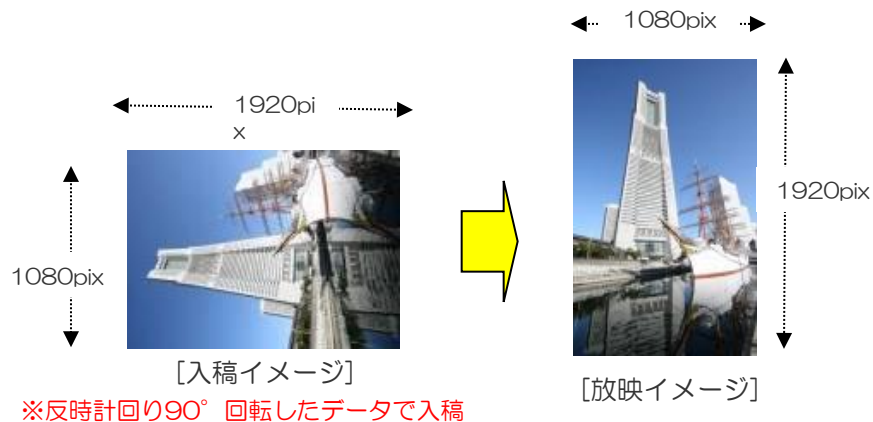 1080pix
1920pi
x
1920pix
1080pix
[入稿イメージ]
[放映イメージ]
※反時計回り90°回転したデータで入稿